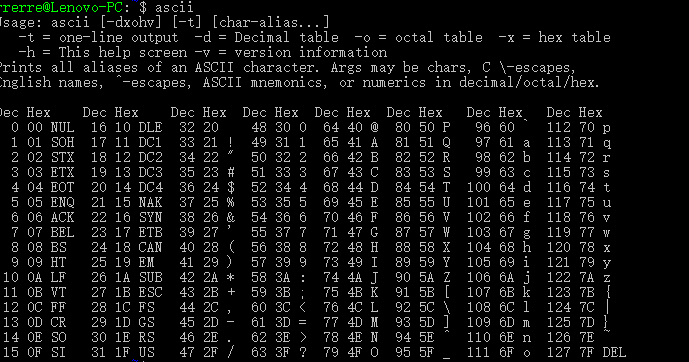 rrerre@Lenovo-PC: $ ascii
Usage: ascii [-dxohv] [-t] [char-alias...]
-t = one-line output -d = Decimal table -o = octal table -x = hex table
-h = This help screen -v = version information
Prints all aliases of an ASCII character. Args may be chars, C \-escapes,
English names, ^-escapes, ASCII mnemonics, or numerics in decimal/octal/hex.
Dec Hex Dec Hex Dec Hex Dec Hex Dec Hex Dec Hex Dec Hex Dec Hex
0 00 NUL 16 10 DLE 32 20 48 30 0 64 40 @ 80 50 P 96 60 ` 112 70 p
1 01 SOH 17 11 DC1 33 21 ! 49 31 1 65 41 A 81 51 Q 97 61 a 113 71 q
2 02 STX 18 12 DC2 34 22 " 50 32 2 66 42 B 82 52 R 98 62 b 114 72 r
3 03 ETX 19 13 DC3 35 23 # 51 33 3 67 43 C 83 53 S 99 63 c 115 73 s
4 04 EOT 20 14 DC4 36 24 $ 52 34 4 68 44 D 84 54 T 100 64 d 116 74 t
5 05 ENQ 21 15 NAK 37 25 % 53 35 5 69 45 E 85 55 U 101 65 e 117 75 u
6 06 ACK 22 16 SYN 38 26 & 54 36 6 70 46 F 86 56 V 102 66 f 118 76 v
7 07 BEL 23 17 ETB 39 27 ' 55 37 7 71 47 G 87 57 W 103 67 g 119 77 w
8 08 BS 24 18 CAN 40 28 ( 56 38 8 72 48 H 88 58 X 104 68 h 120 78 x
9 09 HT 25 19 EM 41 29 ) 57 39 9 73 49 I 89 59 Y 105 69 i 121 79 y
10 0A LF 26 1A SUB 42 2A * 58 3A : 74 4A J 90 5A Z 106 6A j 122 7A z
11 0B VT 27 1B ESC 43 2B + 59 3B ; 75 4B K 91 5B [ 107 6B k 123 7B {
12 0C FF 28 1C FS 44 2C , 60 3C < 76 4C L 92 5C \ 108 6C l 124 7C |
13 0D CR 29 1D GS 45 2D - 61 3D = 77 4D M 93 5D ] 109 6D m 125 7D }
14 0E SO 30 1E RS 46 2E . 62 3E > 78 4E N 94 5E ^ 110 6E n 126 7E ~
15 0F SI 31 1F US 47 2F / 63 3F ? 79 4F O 95 5F _ 111 6F o 127 7F DEL